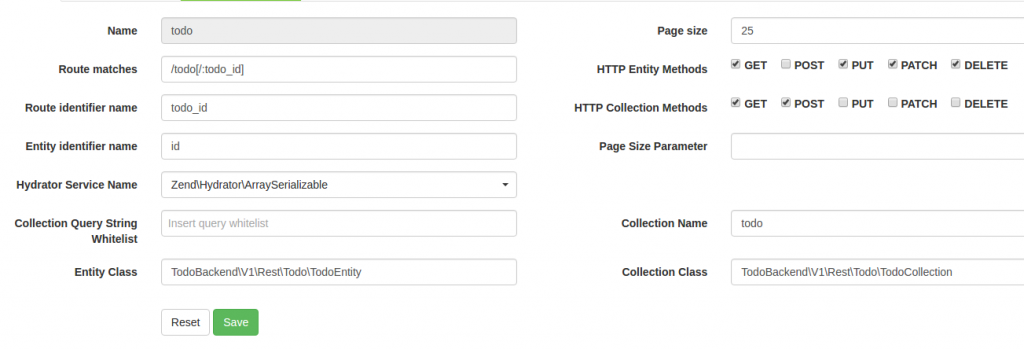 Name todo Page size 25
Route matches /todo[/:todo_id] HTTP Entity Methods GET POST PUT PATCH DELETE
Route identifier name todo_id HTTP Collection Methods GET POST PUT PATCH DELETE
Entity identifier name id Page Size Parameter
Hydrator Service Name Zend\Hydrator\ArraySerializable
Collection Query String Insert query whitelist Collection Name todo
Whitelist
Entity Class TodoBackend\V1\Rest\Todo\TodoEntity Collection Class TodoBackend\V1\Rest\Todo\TodoCollection
Reset Save